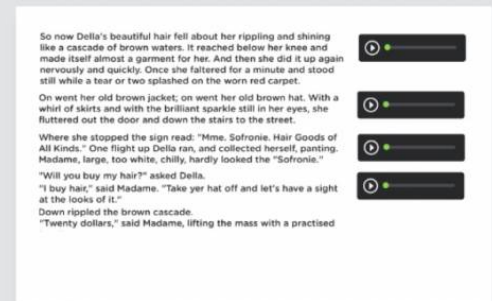 So now Della's beautiful hair fell about her rippling and shining
like a cascade of brown waters. It reached below her knee and
made itself almost a garment for her. And then she did it up again
nervously and quickly. Once she faltered for a minute and stood
still while a tear or two splashed on the worn red carpet.
On went her old brown jacket; on went her old brown hat. With a
whirl of skirts and with the brilliant sparkle still in her eyes, she
fluttered out the door and down the stairs to the street.
Where she stopped the sign read: "Mme. Sofronie. Hair Goods of
All Kinds." One flight up Della ran, and collected herself, panting.
Madame, large, too white, chilly, hardly looked the "Sofronie."
"Will you buy my hair?" asked Della.
"I buy hair," said Madame. "Take yer hat off and let's have a sight
at the looks of it."
Down rippled the brown cascade.
"Twenty dollars," said Madame, lifting the mass with a practised